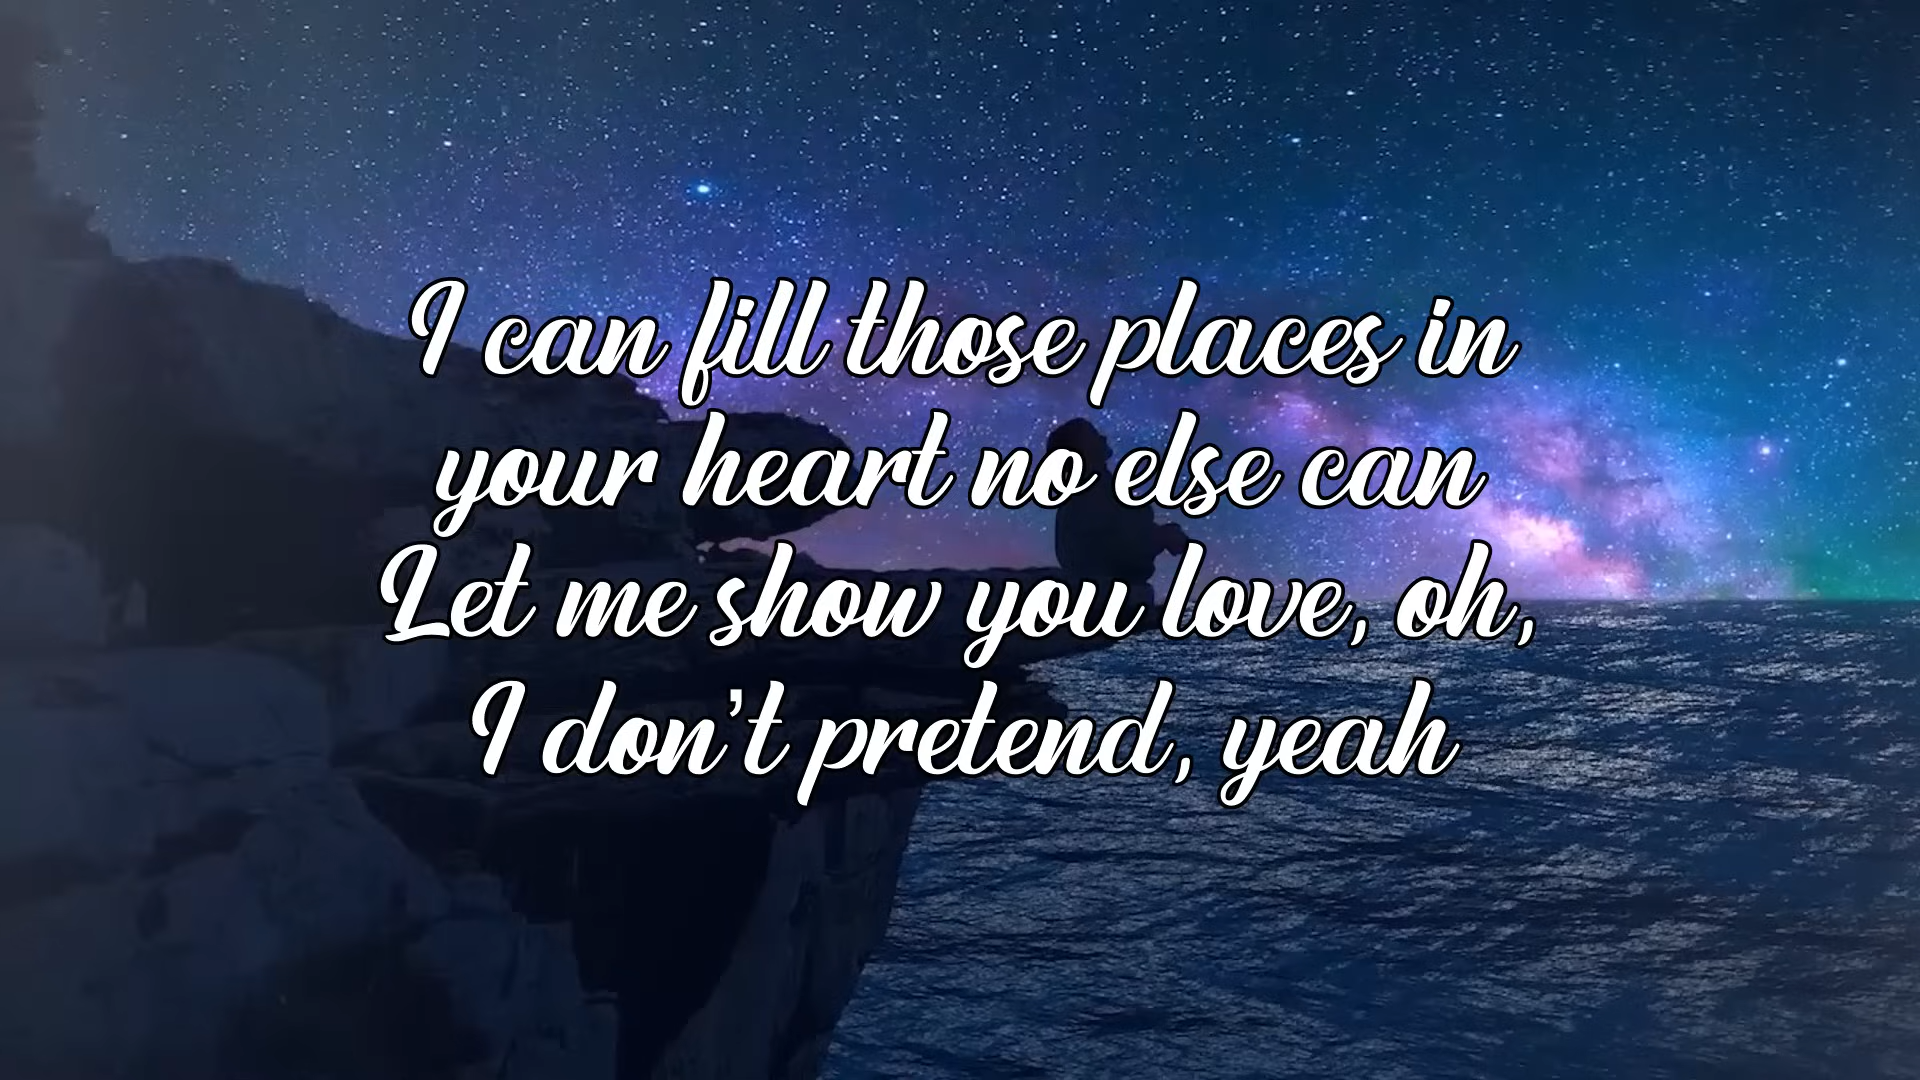 I can fill those places in
your heart no else can
Let me show you love, oh,
I don't pretend, yeah